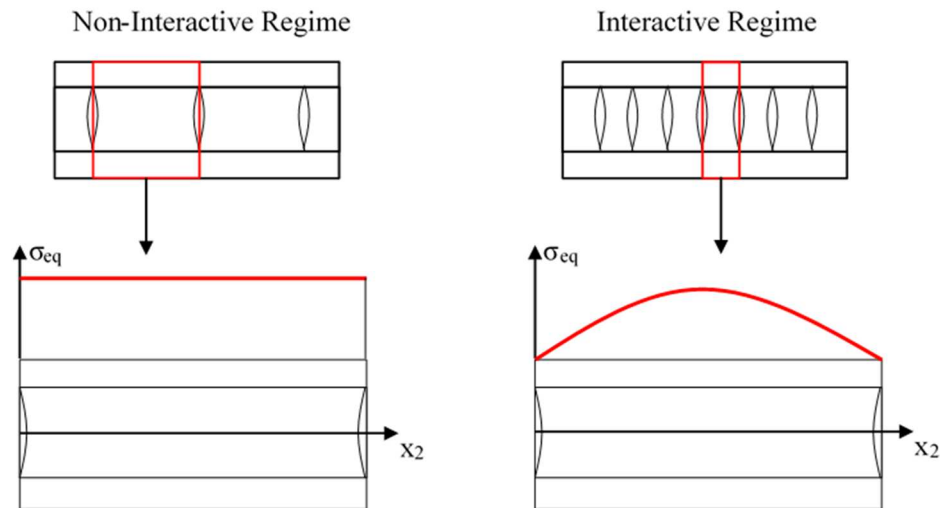 Non-Interactive Regime
Interactive Regime
σeq
σeq
x2
x2